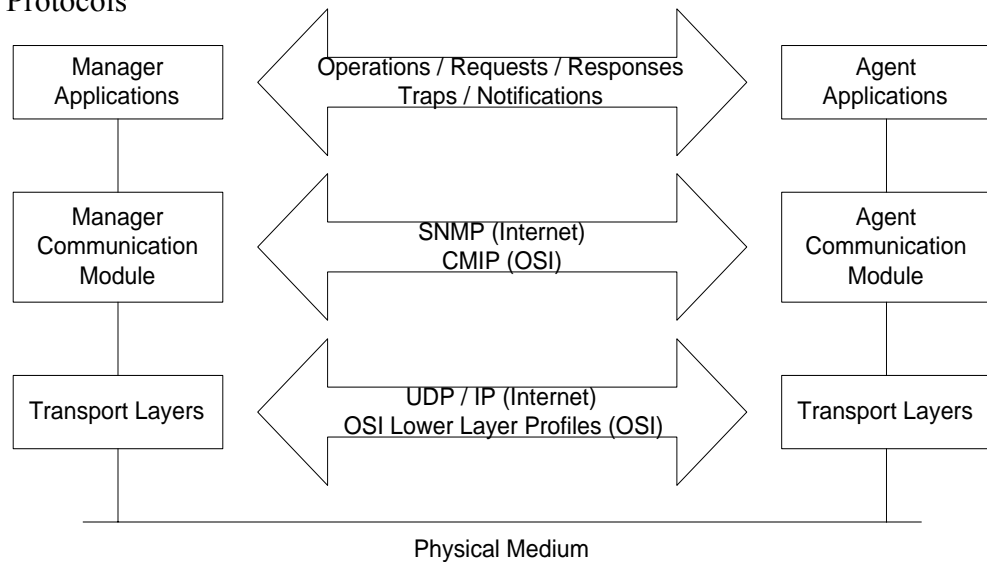 Protocols
Manager
Applications
Operations / Requests / Responses
Traps / Notifications
Agent
Applications
Manager
Communication
Module
SNMP (Internet)
CMIP (OSI)
Agent
Communication
Module
Transport Layers
UDP / IP (Internet)
OSI Lower Layer Profiles (OSI)
Transport Layers
Physical Medium